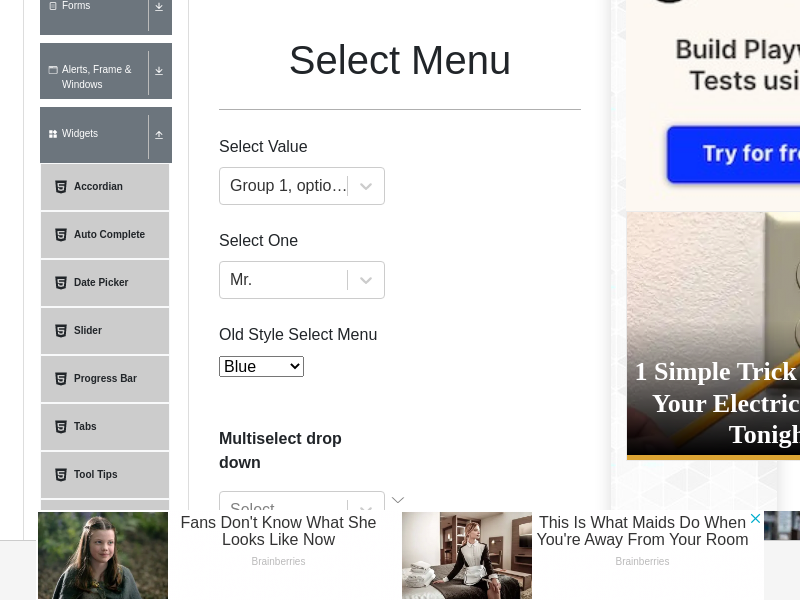 Forms
Alerts, Frame &
Windows
Widgets
Accordian
Auto Complete
Date Picker
Slider
Progress Bar
Tabs
Tool Tips
Select Menu
Select Value
Group 1, optio...
Select One
Mr.
Old Style Select Menu
Blue
Multiselect drop
down
Select...
Build Playw
Tests usi
Try for fre
1 Simple Trick
Your Electric
Tonigh
Fans Don't Know What She
Looks Like Now
Brainberries
This Is What Maids Do When
You're Away From Your Room
Brainberries